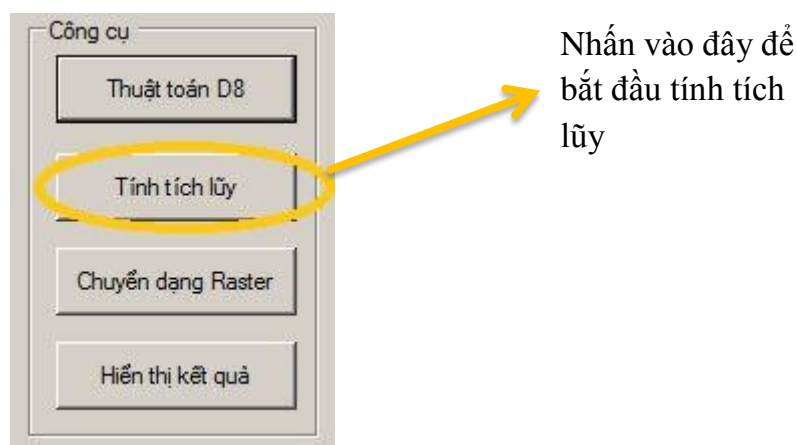 Công cụ
Thuật toán D8
Tính tích lũy
Chuyển dạng Raster
Hiển thị kết quả
Nhấn vào đây để
bắt đầu tính tích
lũy